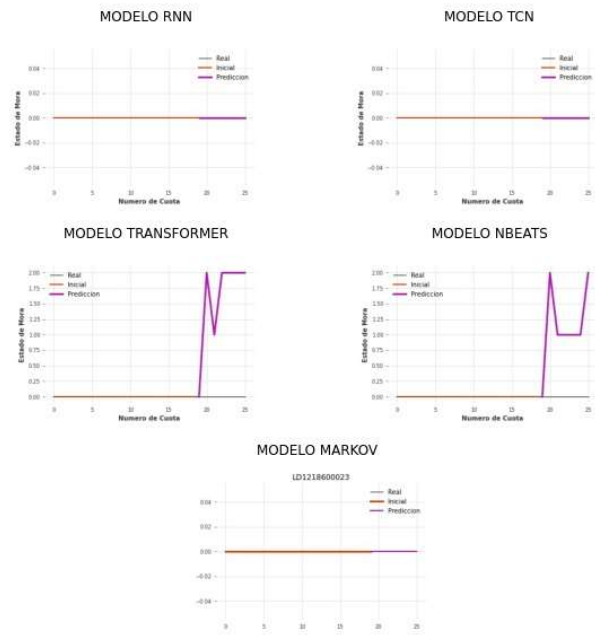 MODELO RNN
MODELO TCN
Real
Inicial
Prediccion
0.04
0.02
0.00
−0.02
−0.04
Estado de Mora
0 5 10 15 20 25
Numero de Cuota
Real
Inicial
Prediccion
0.04
0.02
0.00
−0.02
−0.04
Estado de Mora
0 5 10 15 20 25
Numero de Cuota
MODELO TRANSFORMER
MODELO NBEATS
Real
Inicial
Prediccion
2.00
1.75
1.50
1.25
1.00
0.75
0.50
0.25
0.00
Estado de Mora
0 5 10 15 20 25
Numero de Cuota
Real
Inicial
Prediccion
2.00
1.75
1.50
1.25
1.00
0.75
0.50
0.25
0.00
Estado de Mora
0 5 10 15 20 25
Numero de Cuota
MODELO MARKOV
LD1218600023
Real
Inicial
Prediccion
0.04
0.02
0.00
−0.02
−0.04
0 5 10 15 20 25